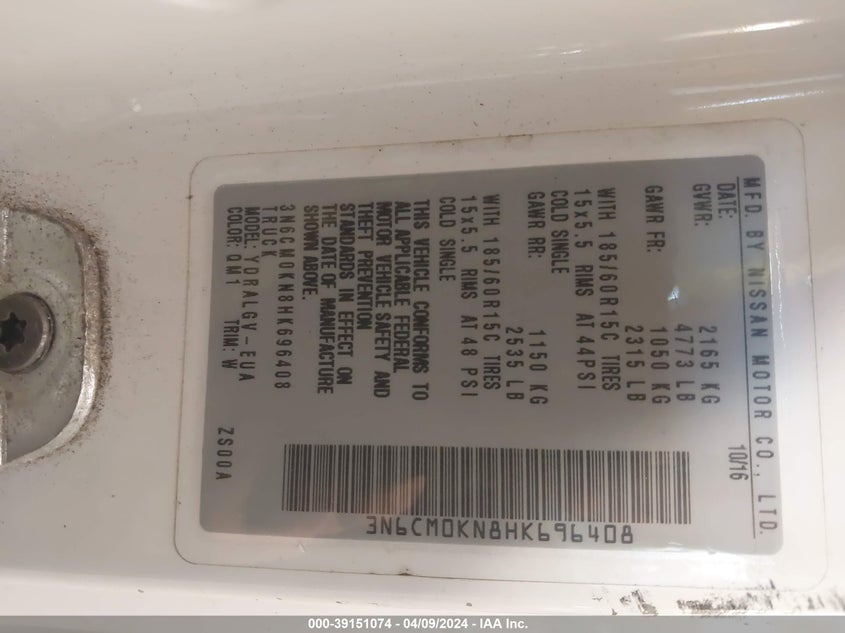 MFD. BY NISSAN MOTOR CO., LTD.
DATE: 10/16
GVWR: 2165 KG
4773 LB
GAWR FR: 1050 KG
2315 LB
WITH 185/60R15C TIRES
15x5.5 RIMS AT 44PSI
COLD SINGLE
GAWR RR: 1150 KG
2535 LB
WITH 185/60R15C TIRES
15x5.5 RIMS AT 48 PSI
COLD SINGLE
THIS VEHICLE CONFORMS TO
ALL APPLICABLE FEDERAL
MOTOR VEHICLE SAFETY AND
THEFT PREVENTION
STANDARDS IN EFFECT ON
THE DATE OF MANUFACTURE
SHOWN ABOVE.
3N6CM0KN8HK696408
TRUCK
MODEL: YDRALGV-EUA
COLOR: QM1 TRIM: W ZS00A
3N6CM0KN8HK696408
000-39151074 - 04/09/2024 - IAA Inc.